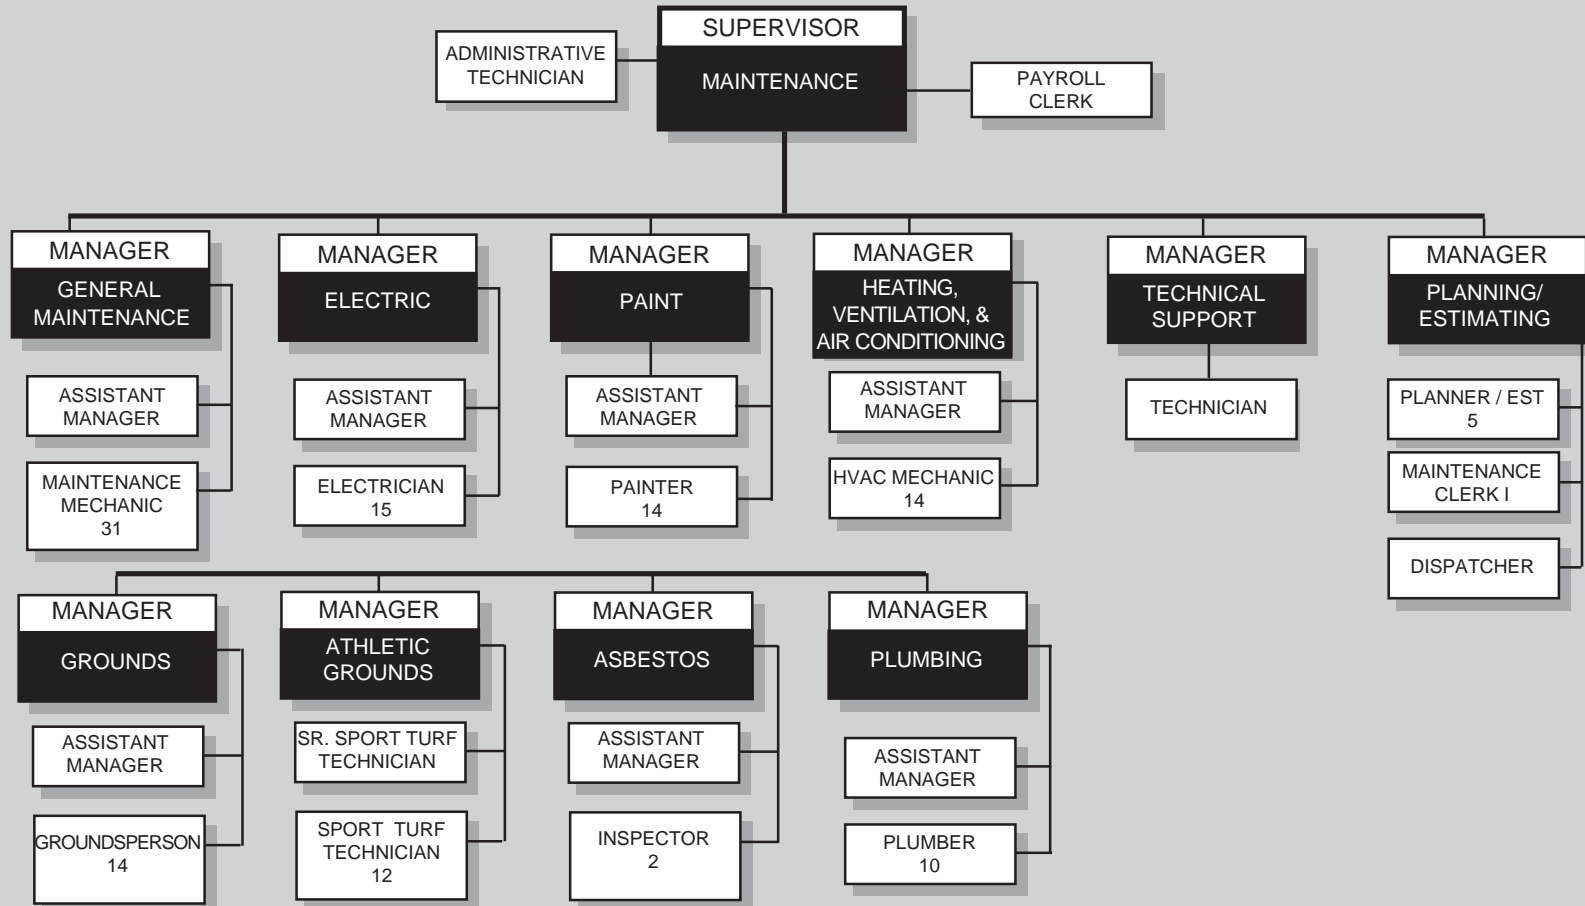 SUPERVISOR
MAINTENANCE
ADMINISTRATIVE
TECHNICIAN
PAYROLL
CLERK
MANAGER
GENERAL
MAINTENANCE
ASSISTANT
MANAGER
MAINTENANCE
MECHANIC
31
MANAGER
ELECTRIC
ASSISTANT
MANAGER
ELECTRICIAN
15
MANAGER
PAINT
ASSISTANT
MANAGER
PAINTER
14
MANAGER
HEATING,
VENTILATION, &
AIR CONDITIONING
ASSISTANT
MANAGER
HVAC MECHANIC
14
MANAGER
TECHNICAL
SUPPORT
TECHNICIAN
MANAGER
PLANNING/
ESTIMATING
PLANNER / EST
5
MAINTENANCE
CLERK I
DISPATCHER
MANAGER
GROUNDS
ASSISTANT
MANAGER
GROUNDSPERSON
14
MANAGER
ATHLETIC
GROUNDS
SR. SPORT TURF
TECHNICIAN
SPORT TURF
TECHNICIAN
12
MANAGER
ASBESTOS
ASSISTANT
MANAGER
INSPECTOR
2
MANAGER
PLUMBING
ASSISTANT
MANAGER
PLUMBER
10